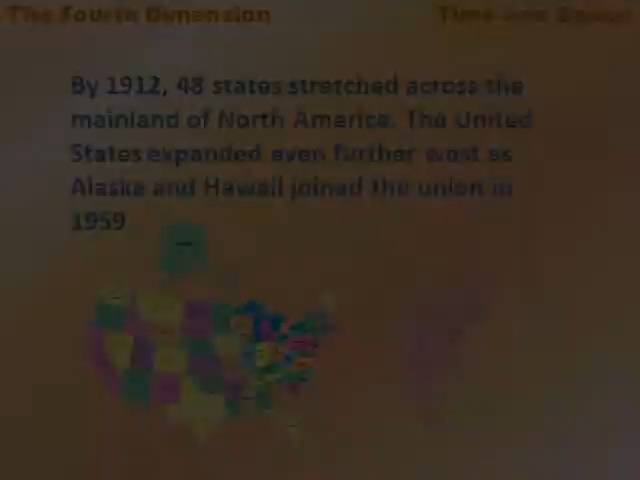 The Fourth Dimension
Time and Space
By 1912, 48 states stretched across the
mainland of North America. The United
States expanded even further west as
Alaska and Hawaii joined the union in
1959